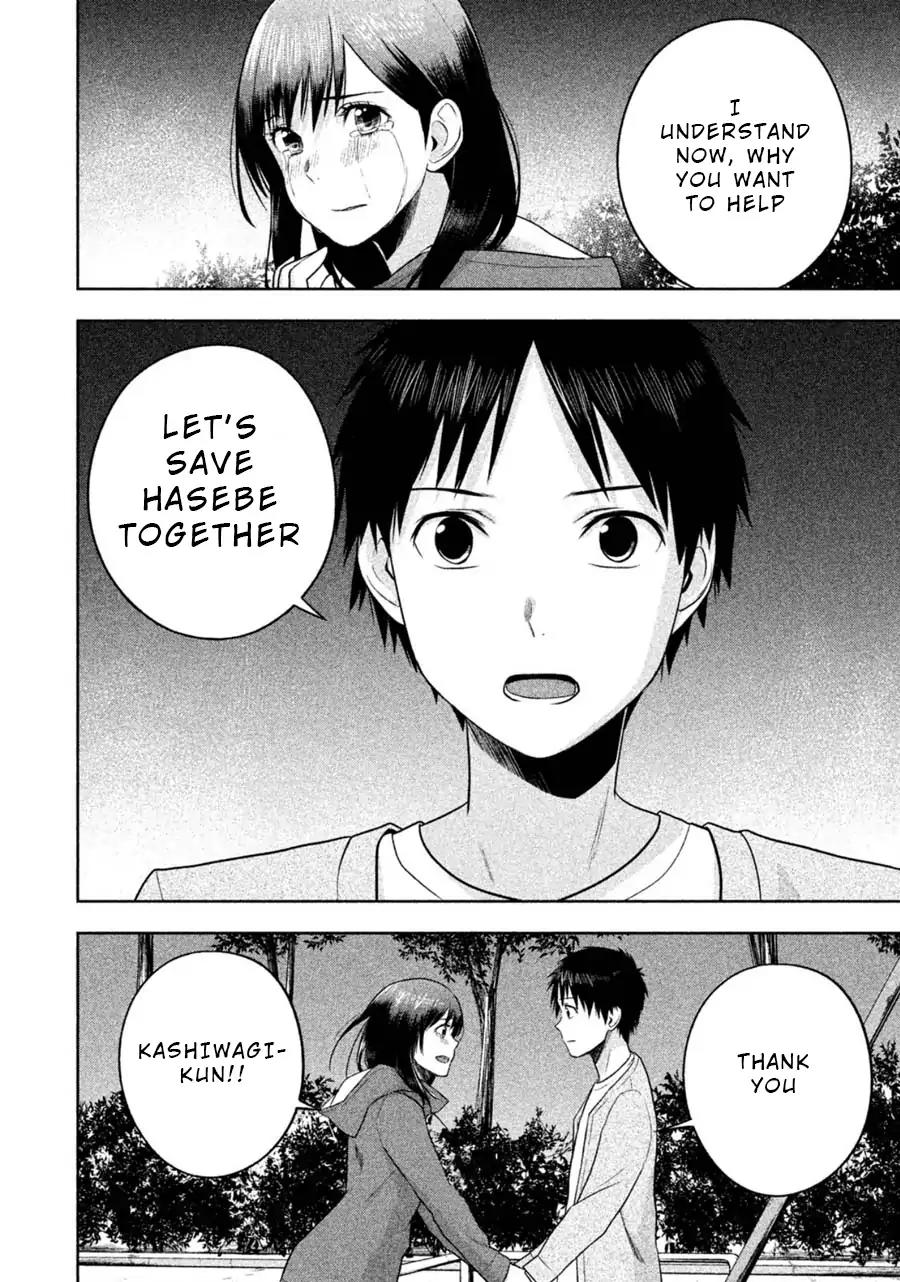 I
UNDERSTAND
NOW, WHY
YOU WANT
TO HELP
LET'S
SAVE
HASEBE
TOGETHER
THANK
YOU
KASHIWAGI-
KUN!!